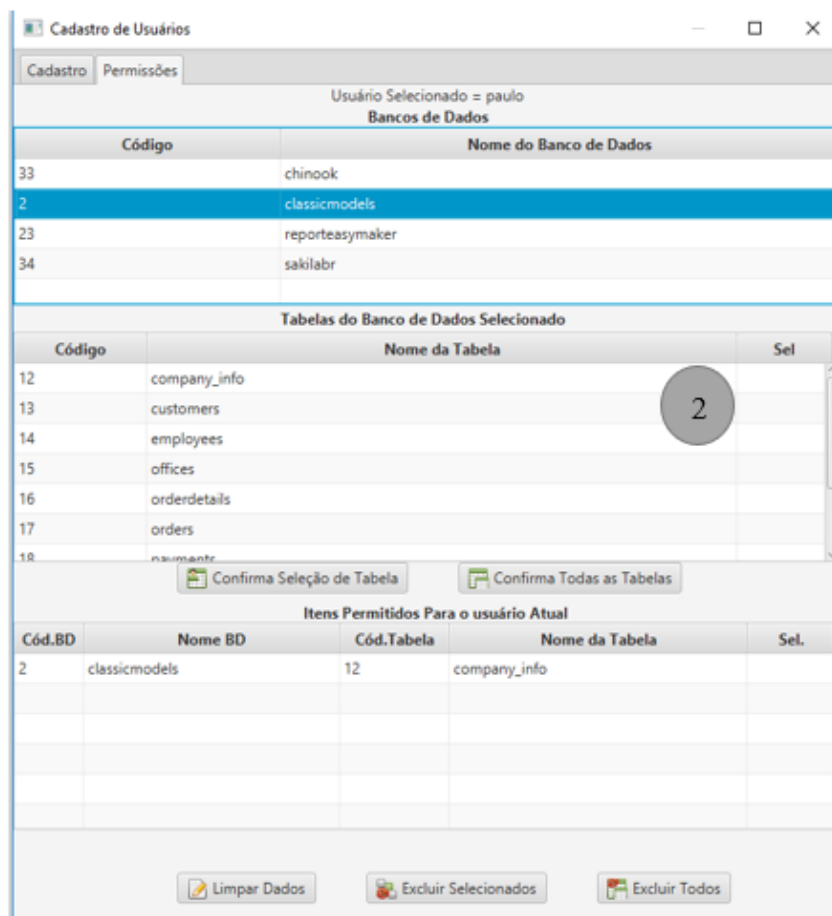 Cadastro de Usuários
Cadastro Permissões
Usuário Selecionado = paulo
Bancos de Dados
Código Nome do Banco de Dados
33 chinook
2 classicmodels
23 reporteasymaker
34 sakilabr
Tabelas do Banco de Dados Selecionado
Código Nome da Tabela Sel
12 company_info
13 customers
2
14 employees
15 offices
16 orderdetails
17 orders
18 payments
Confirma Seleção de Tabela Confirma Todas as Tabelas
Itens Permitidos Para o usuário Atual
Cód.BD Nome BD Cód.Tabela Nome da Tabela Sel.
2 classicmodels 12 company_info
Limpar Dados Excluir Selecionados Excluir Todos